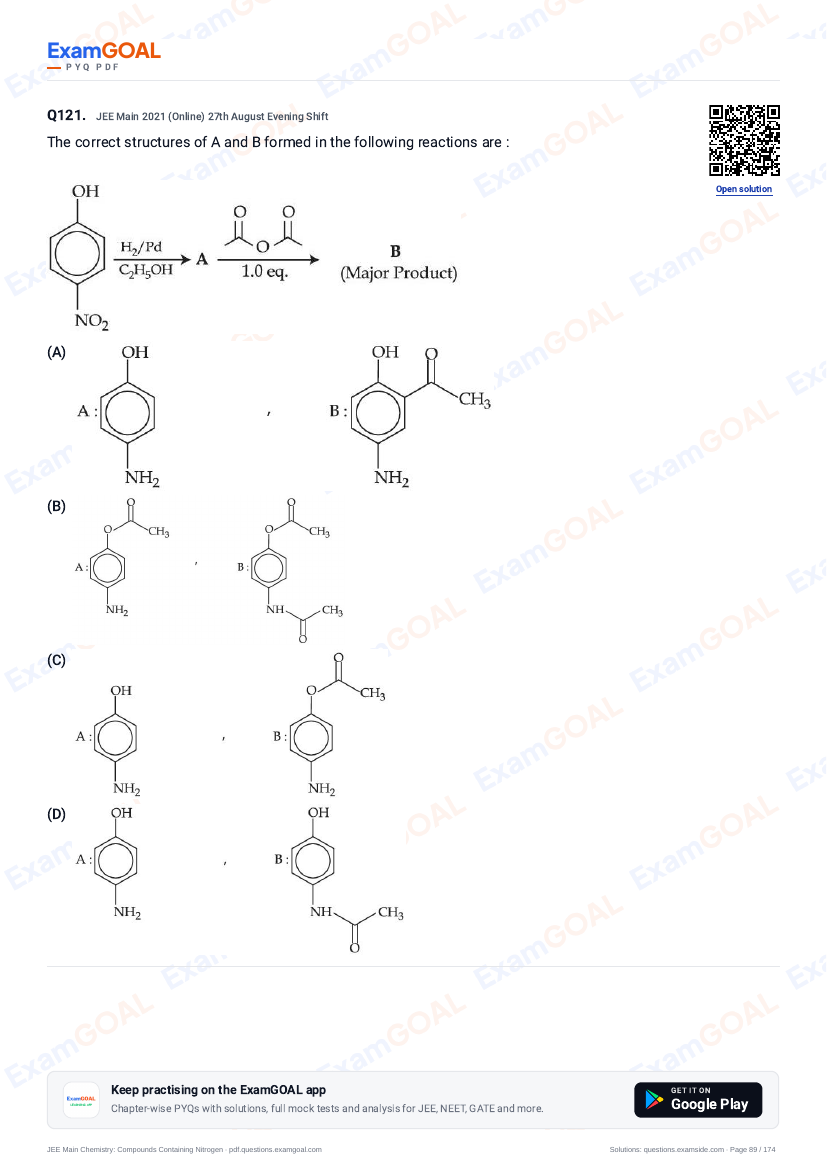 ExamGOAL
PYQ PDF
Q121. JEE Main 2021 (Online) 27th August Evening Shift
The correct structures of A and B formed in the following reactions are :
Open solution
OH
NO2
H2/Pd
C2H5OH
A
O O
O
1.0 eq.
B
(Major Product)
(A)
OH
A :
NH2
,
OH O
B :
CH3
NH2
(B)
O
O CH3
A :
NH2
,
O
O CH3
B :
NH CH3
O
(C)
OH
A :
NH2
,
O
O CH3
B :
NH2
(D)
OH
A :
NH2
,
OH
B :
NH CH3
O
Keep practising on the ExamGOAL app
Chapter-wise PYQs with solutions, full mock tests and analysis for JEE, NEET, GATE and more.
GET IT ON
Google Play
JEE Main Chemistry: Compounds Containing Nitrogen · pdf.questions.examgoal.com
Solutions: questions.examside.com · Page 89 / 174